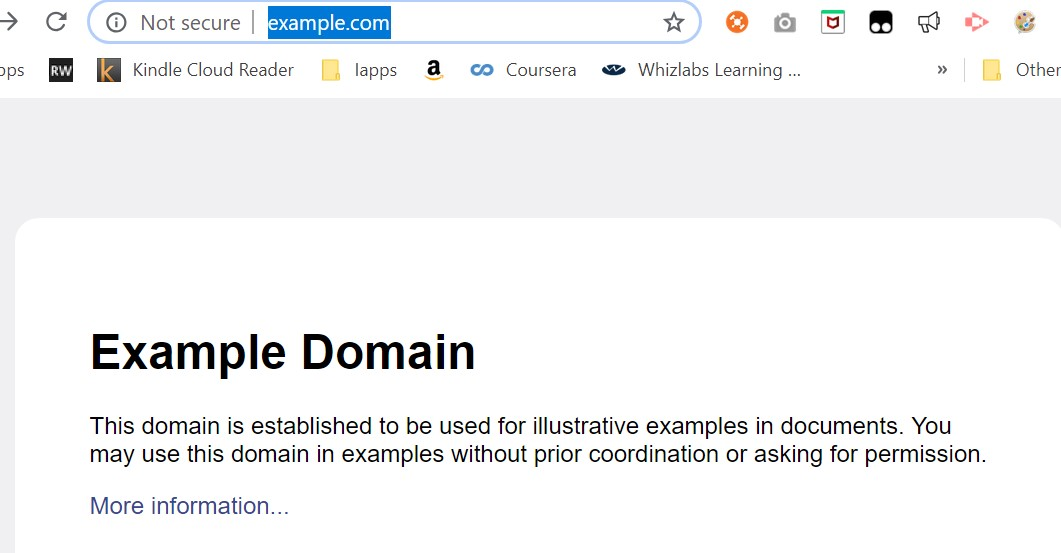 Not secure | example.com
ops RW Kindle Cloud Reader Iapps a Coursera Whizlabs Learning ... » Other
Example Domain
This domain is established to be used for illustrative examples in documents. You
may use this domain in examples without prior coordination or asking for permission.
More information...